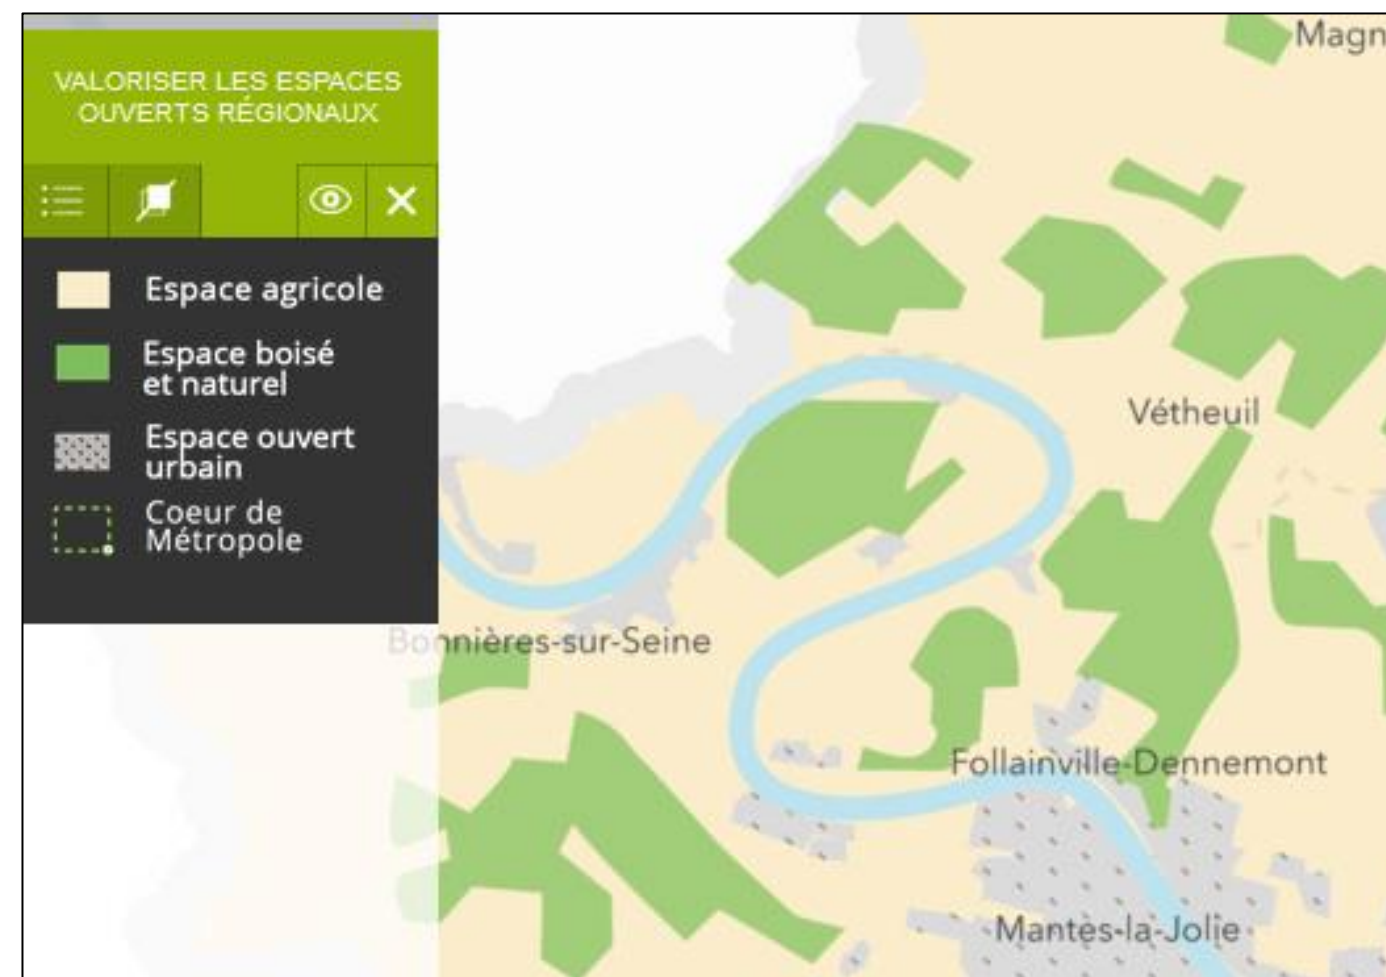 VALORISER LES ESPACES
OUVERTS RÉGIONAUX
Espace agricole
Espace boisé
et naturel
Espace ouvert
urbain
Coeur de
Métropole
Magn
Vétheuil
Bonnières-sur-Seine
Follainville-Dennemont
Mantes-la-Jolie